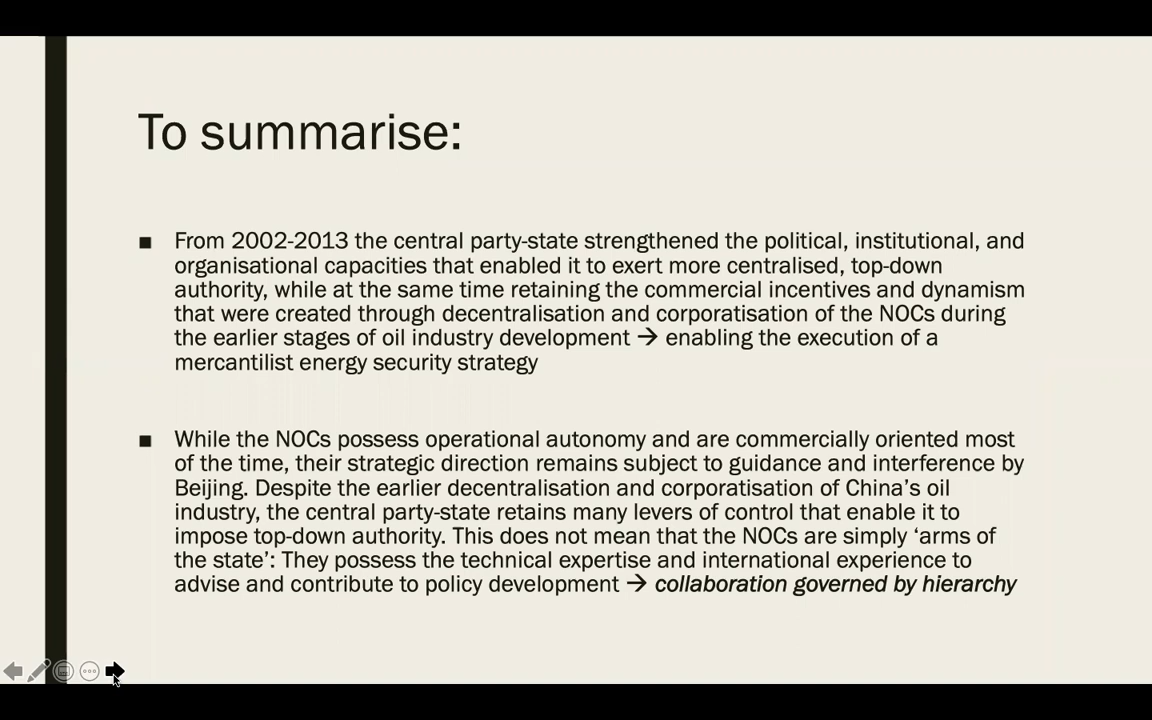 To summarise:
■ From 2002-2013 the central party-state strengthened the political, institutional, and
organisational capacities that enabled it to exert more centralised, top-down
authority, while at the same time retaining the commercial incentives and dynamism
that were created through decentralisation and corporatisation of the NOCs during
the earlier stages of oil industry development → enabling the execution of a
mercantilist energy security strategy
■ While the NOCs possess operational autonomy and are commercially oriented most
of the time, their strategic direction remains subject to guidance and interference by
Beijing. Despite the earlier decentralisation and corporatisation of China’s oil
industry, the central party-state retains many levers of control that enable it to
impose top-down authority. This does not mean that the NOCs are simply ‘arms of
the state’: They possess the technical expertise and international experience to
advise and contribute to policy development → collaboration governed by hierarchy